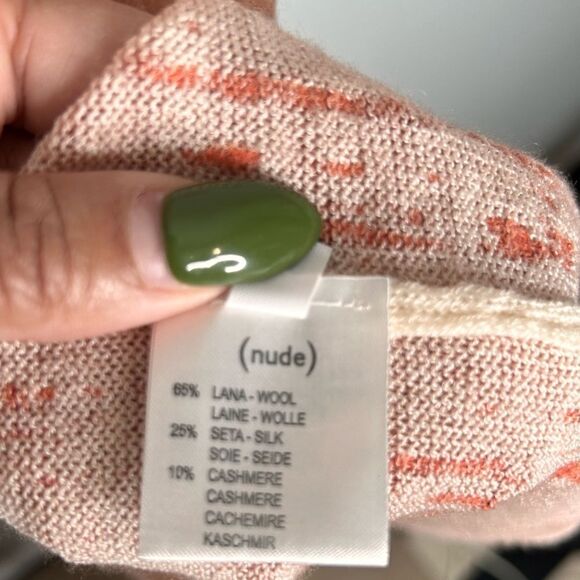 (nude)
65% LANA - WOOL
LAINE - WOLLE
25% SETA - SILK
SOIE - SEIDE
10% CASHMERE
CASHMERE
CACHEMIRE
KASCHMIR